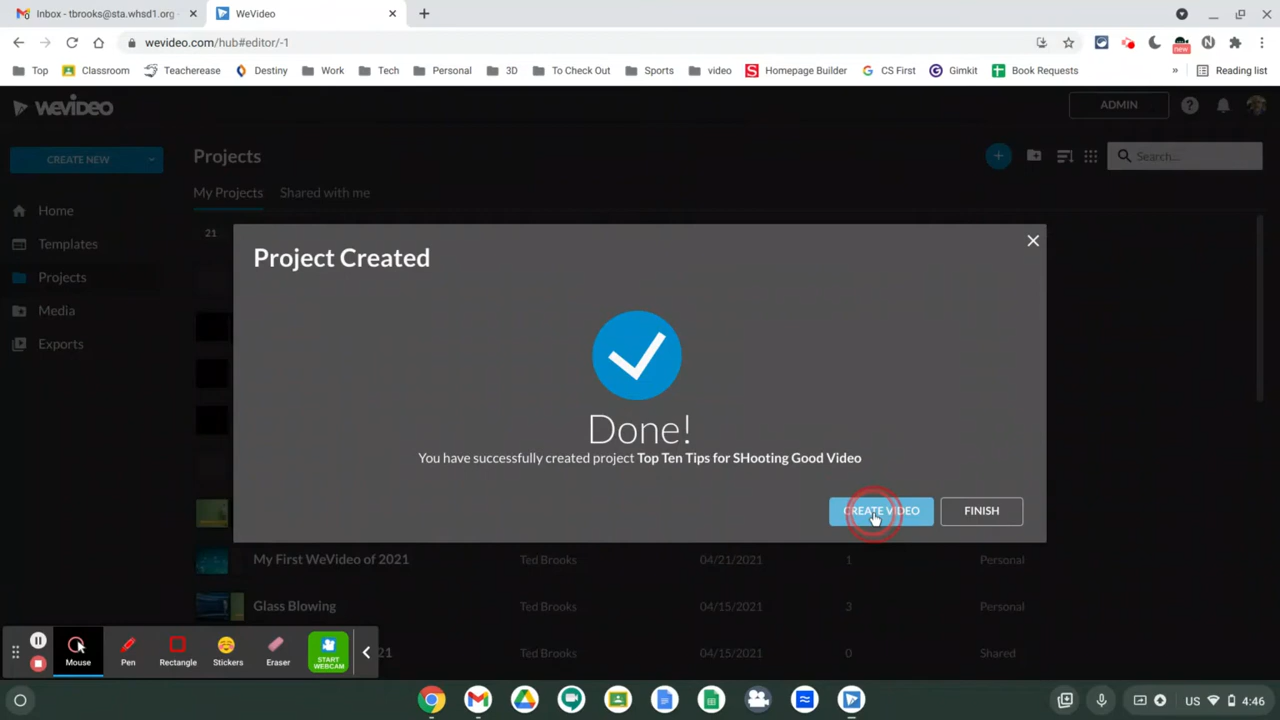 Inbox - tbrooks@sta.whsd1.org
WeVideo
wevideo.com/hub#editor/-1
new
Top
Classroom
Teacherease
Destiny
Work
Tech
Personal
3D
To Check Out
Sports
video
Homepage Builder
CS First
Gimkit
Book Requests
»
Reading list
WEVIDEO
ADMIN
CREATE NEW
Projects
Search...
My Projects
Shared with me
Home
Templates
Projects
Media
Exports
21
Project Created
Done!
You have successfully created project Top Ten Tips for SHooting Good Video
CREATE VIDEO
FINISH
My First WeVideo of 2021
Ted Brooks
04/21/2021
1
Personal
Glass Blowing
Ted Brooks
04/15/2021
3
Personal
21
Ted Brooks
04/15/2021
0
Shared
Mouse
Pen
Rectangle
Stickers
Eraser
START WEBCAM
US
4:46